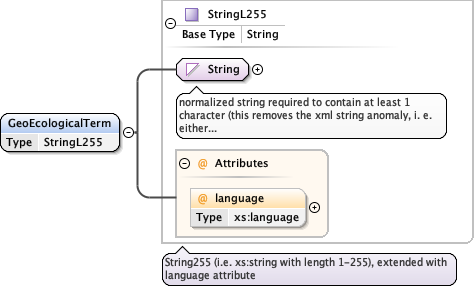 StringL255
Base Type String
String
normalized string required to contain at least 1
character (this removes the xml string anomaly, i. e.
either...
GeoEcologicalTerm
Type StringL255
@ Attributes
@ language
Type xs:language
String255 (i.e. xs:string with length 1-255), extended with
language attribute